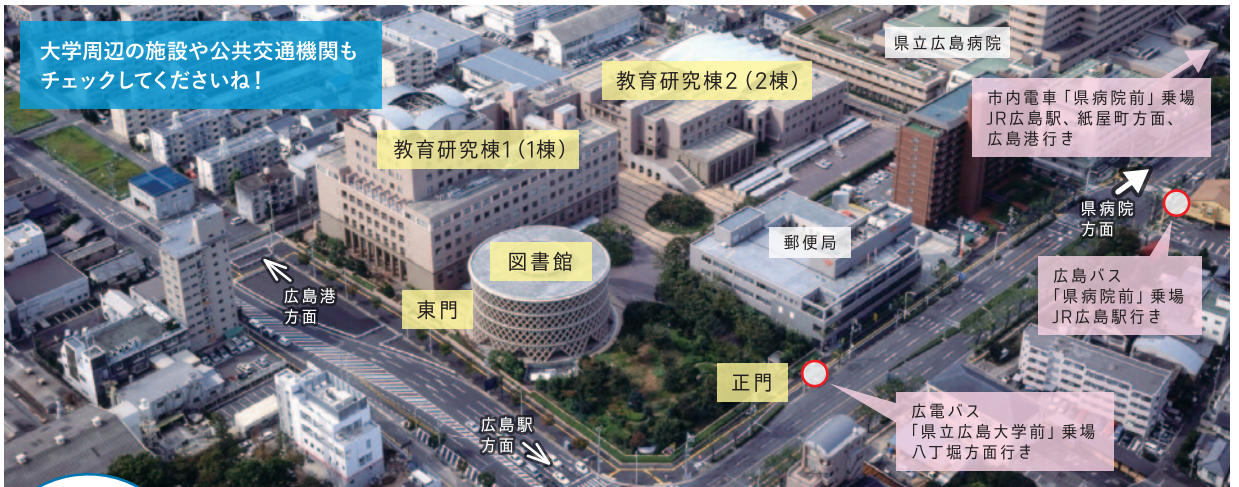 大学周辺の施設や公共交通機関も
チェックしてくださいね!
県立広島病院
教育研究棟2(2棟)
市内電車「県病院前」乗場
JR広島駅、紙屋町方面、
広島港行き
教育研究棟1(1棟)
県病院
方面
郵便局
図書館
広島バス
「県病院前」乗場
JR広島駅行き
広島港
方面
東門
正門
広電バス
「県立広島大学前」乗場
八丁堀方面行き
広島駅
方面